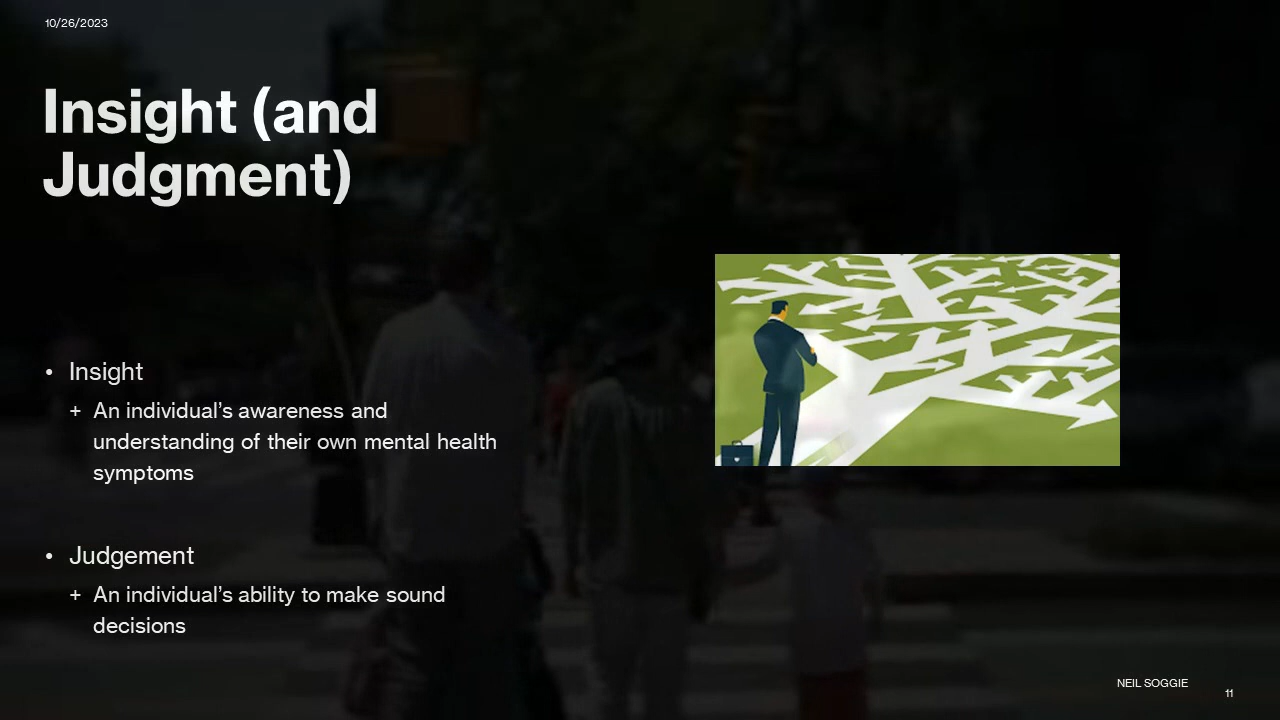 10/26/2023
Insight (and
Judgment)
• Insight
+ An individual’s awareness and
understanding of their own mental health
symptoms
• Judgement
+ An individual’s ability to make sound
decisions
NEIL SOGGIE
11